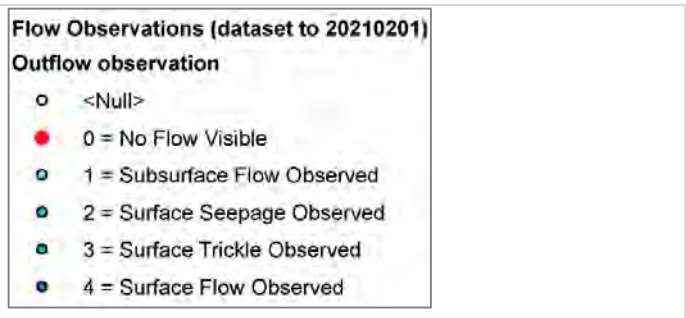 Flow Observations (dataset to 20210201)
Outflow observation
<Null>
0 = No Flow Visible
1 = Subsurface Flow Observed
2 = Surface Seepage Observed
3 = Surface Trickle Observed
4 = Surface Flow Observed